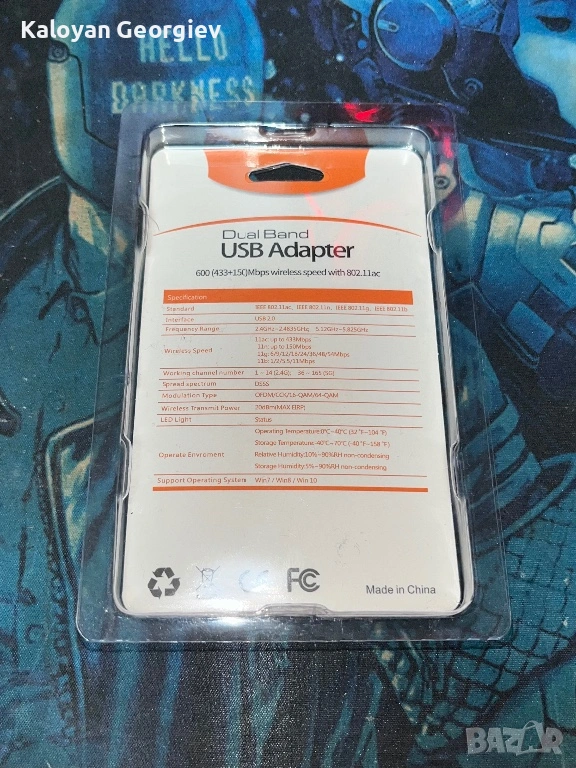 Kaloyan Georgiev
HELLO
DARKNESS
Dual Band
USB Adapter
600 (433+150)Mbps wireless speed with 802.11ac
Specification
Standard IEEE 802.11ac, IEEE 802.11n, IEEE 802.11g, IEEE 802.11b
Interface USB 2.0
Frequency Range 2.4GHz~2.4835GHz, 5.12GHz~5.825GHz
Wireless Speed
11ac: up to 433Mbps
11n: up to 150Mbps
11g: 6/9/12/18/24/36/48/54Mbps
11b: 1/2/5.5/11Mbps
Working channel number 1~14 (2.4G); 36~165 (5G)
Spread spectrum DSSS
Modulation Type OFDM/CCK/16-QAM/64-QAM
Wireless Transmit Power 20dBm(MAX EIRP)
LED Light Status
Operate Enviroment
Operating Temperature:0°C~40°C (32 °F~104 °F)
Storage Temperature:-40°C~70°C (-40 °F~158 °F)
Relative Humidity:10%~90%RH non-condensing
Storage Humidity:5%~90%RH non-condensing
Support Operating System Win7 / Win8 / Win 10
CE FC
Made in China
BAZAR